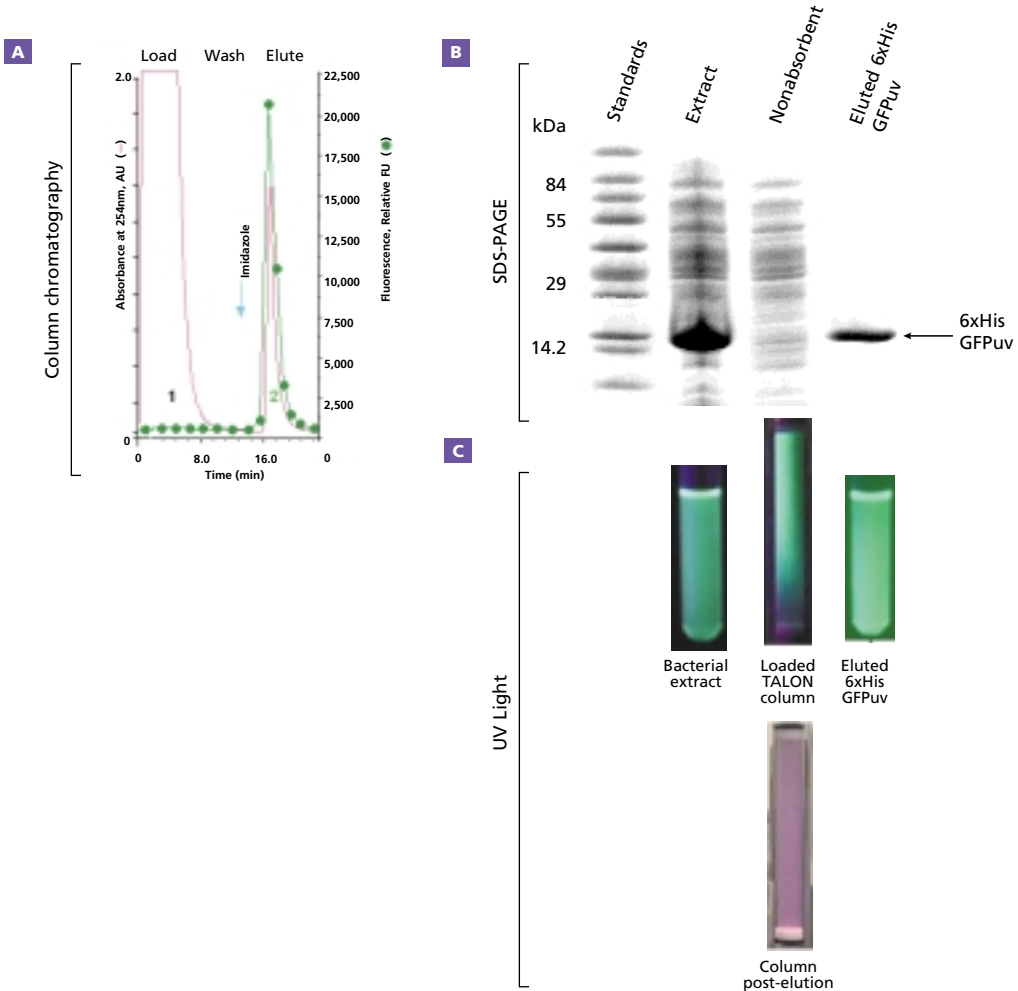 A
Load Wash Elute
Column chromatography
Absorbance at 254nm, AU (–)
2.0
0
22,500
20,000
17,500
15,000
12,500
10,000
7,500
5,000
2,500
0
Fluorescence, Relative FU (●)
Imidazole
1
2
0 8.0 16.0
Time (min)
B
SDS-PAGE
kDa
84
55
29
14.2
Standards
Extract
Nonabsorbent
Eluted 6xHis
GFPuv
6xHis
GFPuv
C
UV Light
Bacterial
extract
Loaded
TALON
column
Eluted
6xHis
GFPuv
Column
post-elution